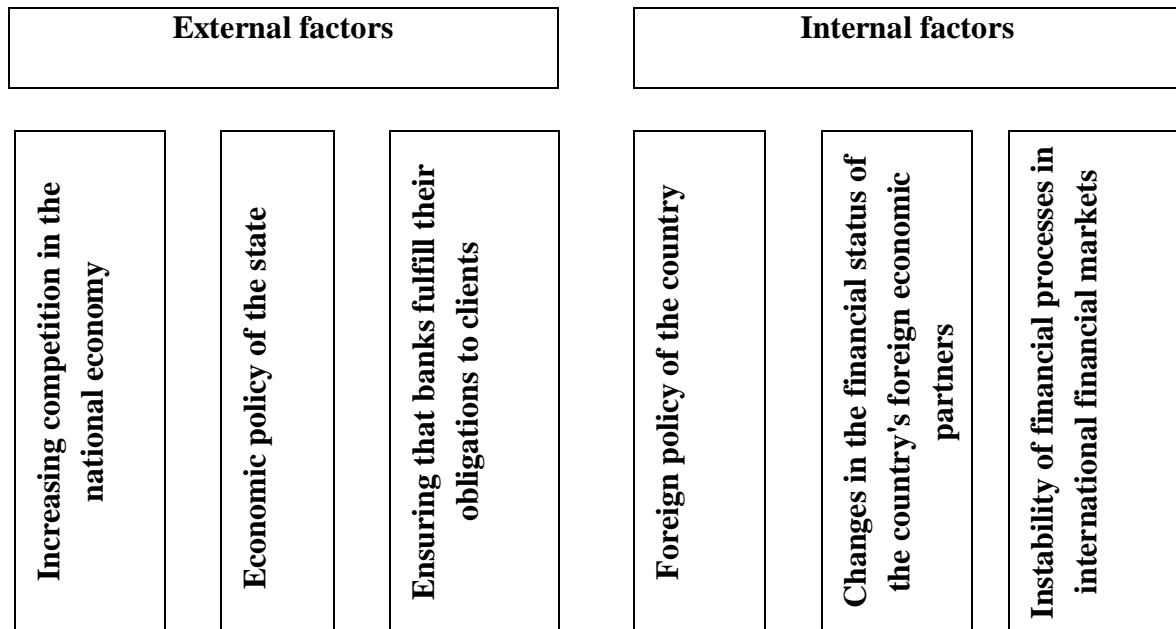 External factors
Internal factors
Increasing competition in the
national economy
Economic policy of the state
Ensuring that banks fulfill their
obligations to clients
Foreign policy of the country
Changes in the financial status of
the country's foreign economic
partners
Instability of financial processes in
international financial markets